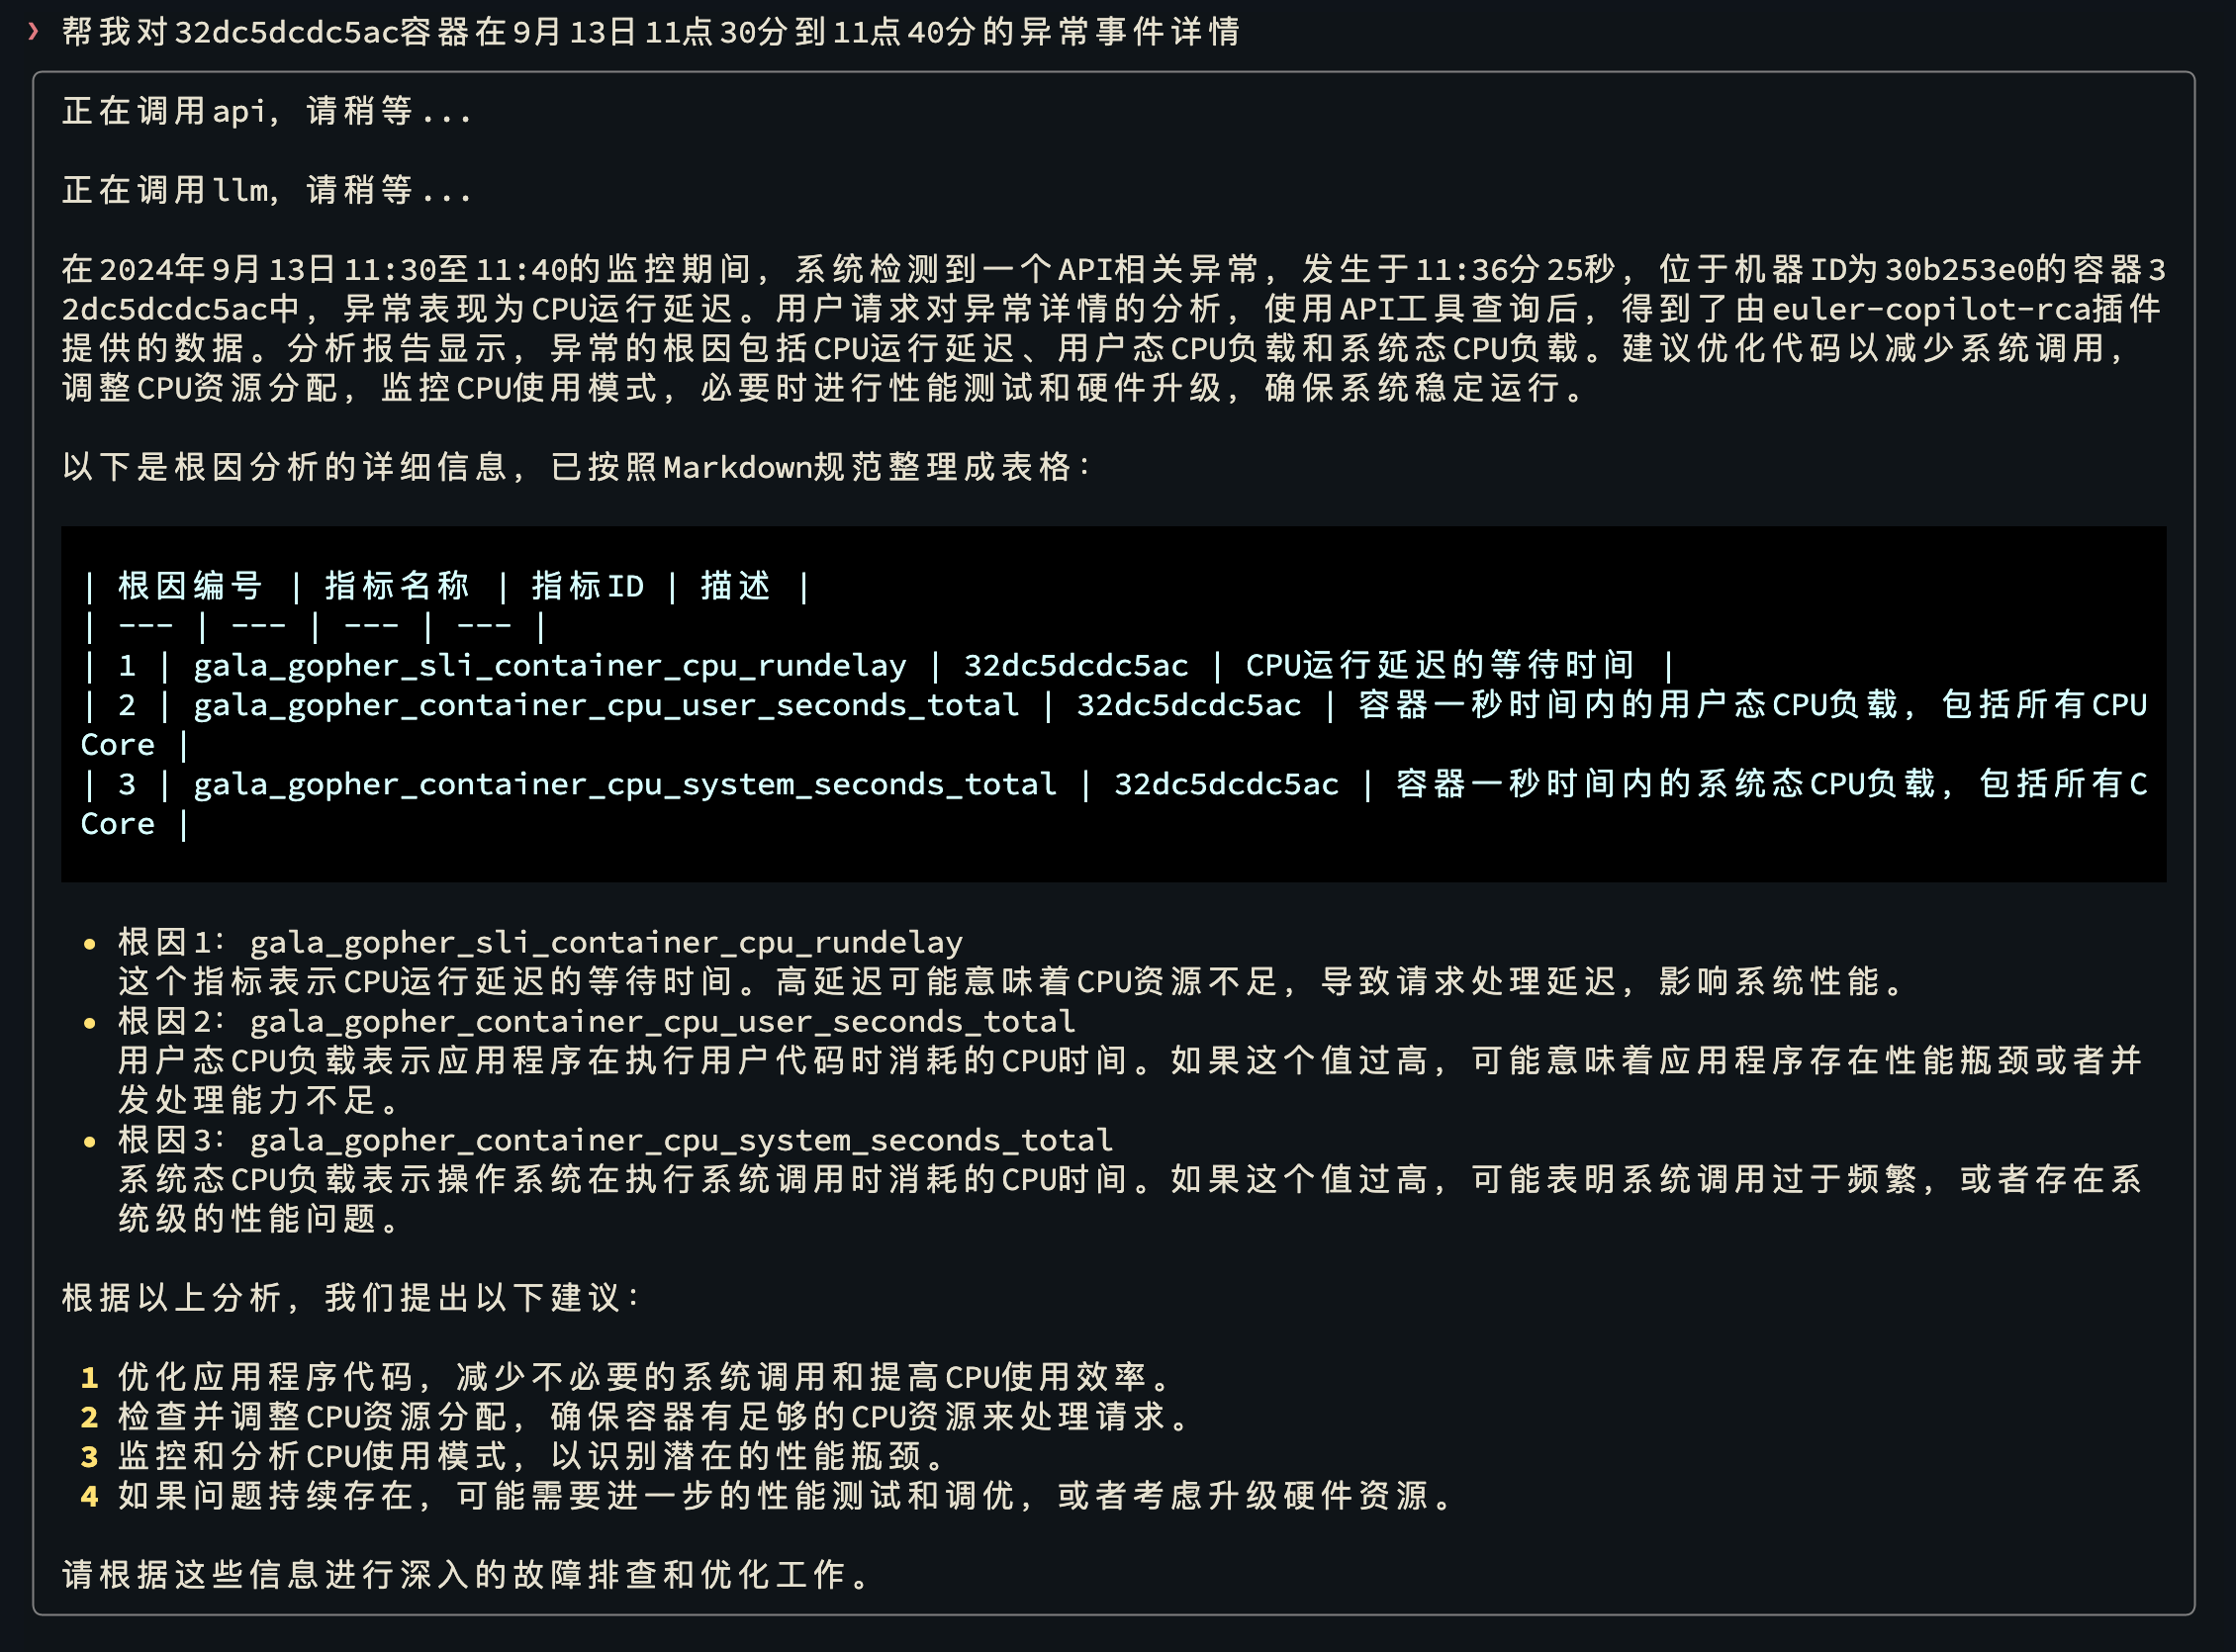 ❯ 帮我对32dc5dcdc5ac容器在9月13日11点30分到11点40分的异常事件详情
正在调用api, 请稍等...
正在调用llm, 请稍等...
在2024年9月13日11:30至11:40的监控期间, 系统检测到一个API相关异常, 发生于11:36分25秒, 位于机器ID为30b253e0的容器3
2dc5dcdc5ac中, 异常表现为CPU运行延迟。用户请求对异常详情的分析, 使用API工具查询后, 得到了由euler-copilot-rca插件
提供的数据。分析报告显示, 异常的根因包括CPU运行延迟、用户态CPU负载和系统态CPU负载。建议优化代码以减少系统调用,
调整CPU资源分配, 监控CPU使用模式, 必要时进行性能测试和硬件升级, 确保系统稳定运行。
以下是根因分析的详细信息, 已按照Markdown规范整理成表格:
| 根因编号 | 指标名称 | 指标ID | 描述 |
| --- | --- | --- | --- |
| 1 | gala_gopher_sli_container_cpu_rundelay | 32dc5dcdc5ac | CPU运行延迟的等待时间 |
| 2 | gala_gopher_container_cpu_user_seconds_total | 32dc5dcdc5ac | 容器一秒时间内的用户态CPU负载, 包括所有CPU
Core |
| 3 | gala_gopher_container_cpu_system_seconds_total | 32dc5dcdc5ac | 容器一秒时间内的系统态CPU负载, 包括所有C
Core |
• 根因1: gala_gopher_sli_container_cpu_rundelay
这个指标表示CPU运行延迟的等待时间。高延迟可能意味着CPU资源不足, 导致请求处理延迟, 影响系统性能。
• 根因2: gala_gopher_container_cpu_user_seconds_total
用户态CPU负载表示应用程序在执行用户代码时消耗的CPU时间。如果这个值过高, 可能意味着应用程序存在性能瓶颈或者并
发处理能力不足。
• 根因3: gala_gopher_container_cpu_system_seconds_total
系统态CPU负载表示操作系统在执行系统调用时消耗的CPU时间。如果这个值过高, 可能表明系统调用过于频繁, 或者存在系
统级的性能问题。
根据以上分析, 我们提出以下建议:
1 优化应用程序代码, 减少不必要的系统调用和提高CPU使用效率。
2 检查并调整CPU资源分配, 确保容器有足够的CPU资源来处理请求。
3 监控和分析CPU使用模式, 以识别潜在的性能瓶颈。
4 如果问题持续存在, 可能需要进一步的性能测试和调优, 或者考虑升级硬件资源。
请根据这些信息进行深入的故障排查和优化工作。